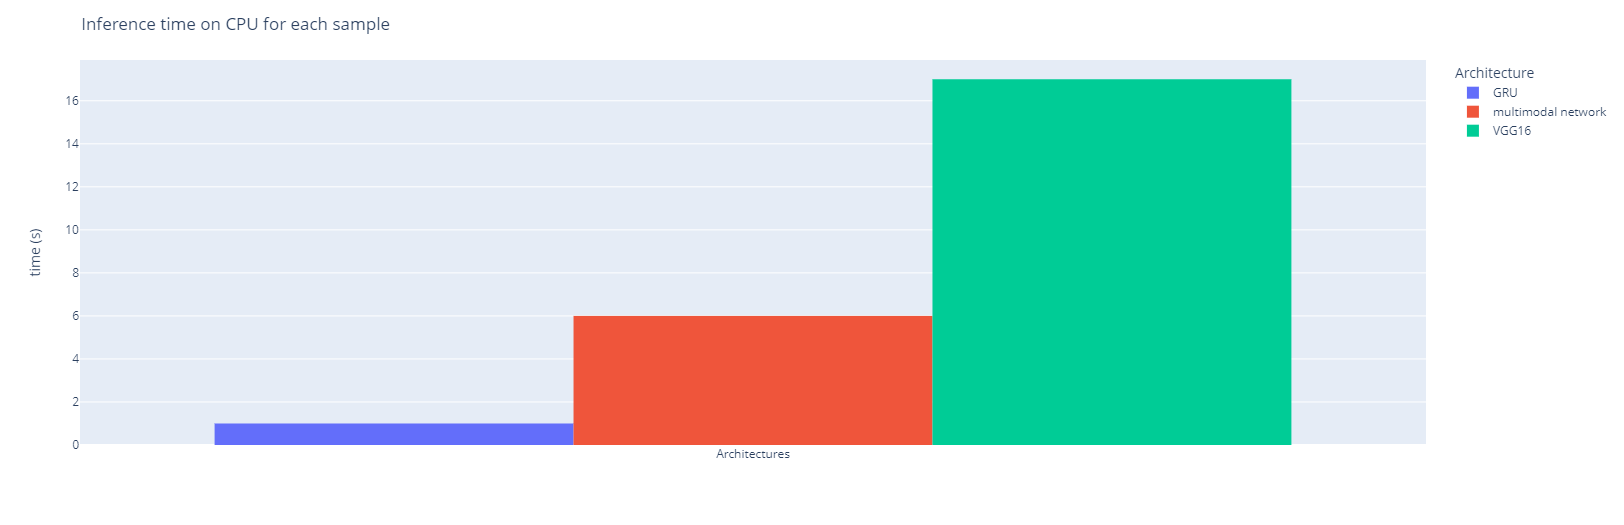 Inference time on CPU for each sample
time (s)
16
14
12
10
8
6
4
2
0
Architectures
Architecture
GRU
multimodal network
VGG16